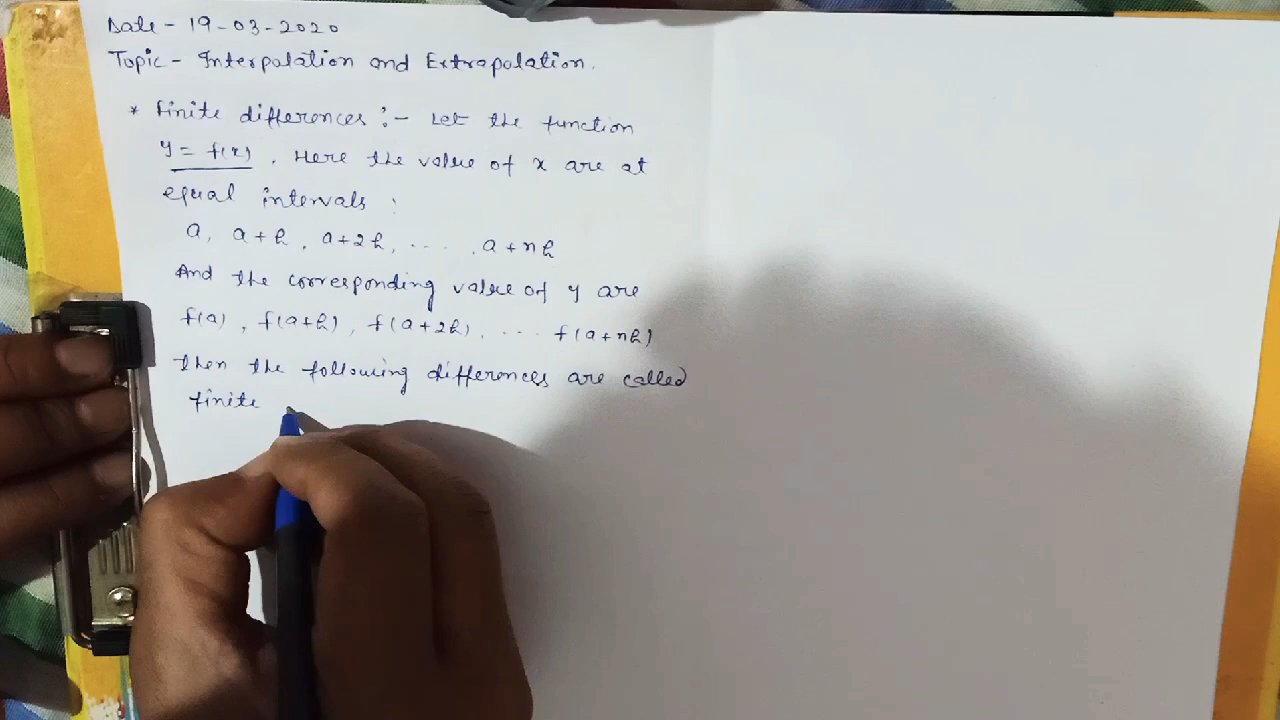 Date - 19-03-2020
Topic - Interpolation and Extrapolation.
* Finite differences :- Let the function
y = f(x). Here the value of x are at
equal intervals :
a, a+h, a+2h, .... , a+nh
And the corresponding value of y are
f(a), f(a+h), f(a+2h), .... f(a+nh)
then the following differences are called
finite